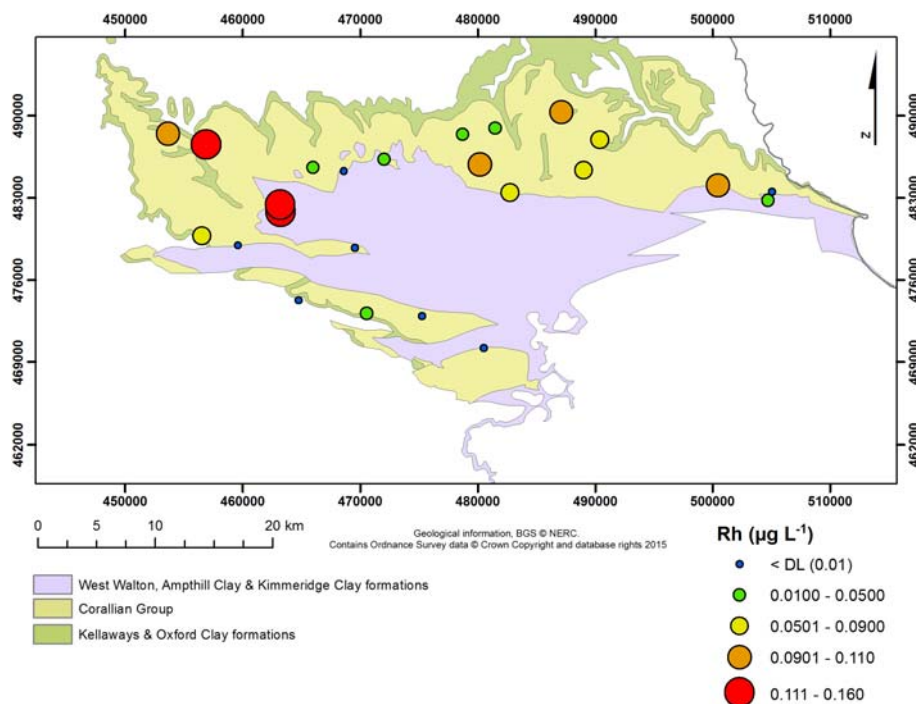 450000 460000 470000 480000 490000 500000 510000
490000 490000
483000 483000
476000 476000
469000 469000
462000 462000
Z
450000 460000 470000 480000 490000 500000 510000
0 5 10 20 km
Geological information, BGS © NERC.
Contains Ordnance Survey data © Crown Copyright and database rights 2015
West Walton, Ampthill Clay & Kimmeridge Clay formations
Corallian Group
Kellaways & Oxford Clay formations
Rh (µg L⁻¹)
< DL (0.01)
0.0100 - 0.0500
0.0501 - 0.0900
0.0901 - 0.110
0.111 - 0.160